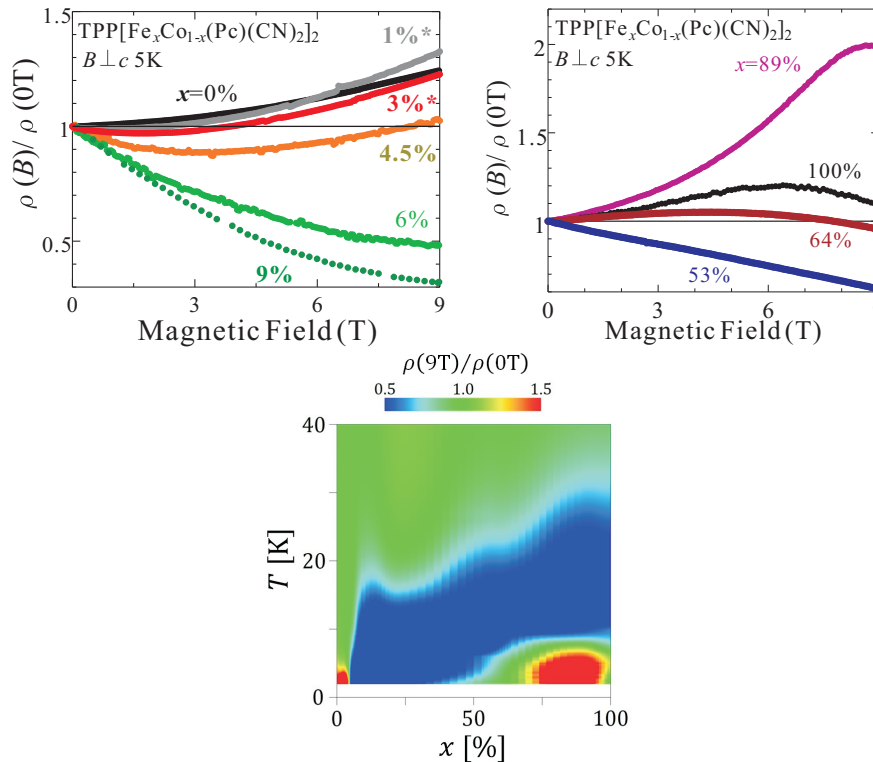 TPP[FeₓCo₁₋ₓ(Pc)(CN)₂]₂
B⊥c 5K
1%*
x=0%
3%*
4.5%
6%
9%
1
0.5
0 3 6 9
Magnetic Field (T)
ρ (B)/ ρ (0T)
TPP[FeₓCo₁₋ₓ(Pc)(CN)₂]₂
B⊥c 5K
x=89%
100%
64%
53%
2
1.5
1
0 3 6
Magnetic Field (T)
ρ (B)/ ρ (0T)
ρ(9T)/ρ(0T)
0.5 1.0 1.5
40
20
0
T [K]
0 50 100
x [%]